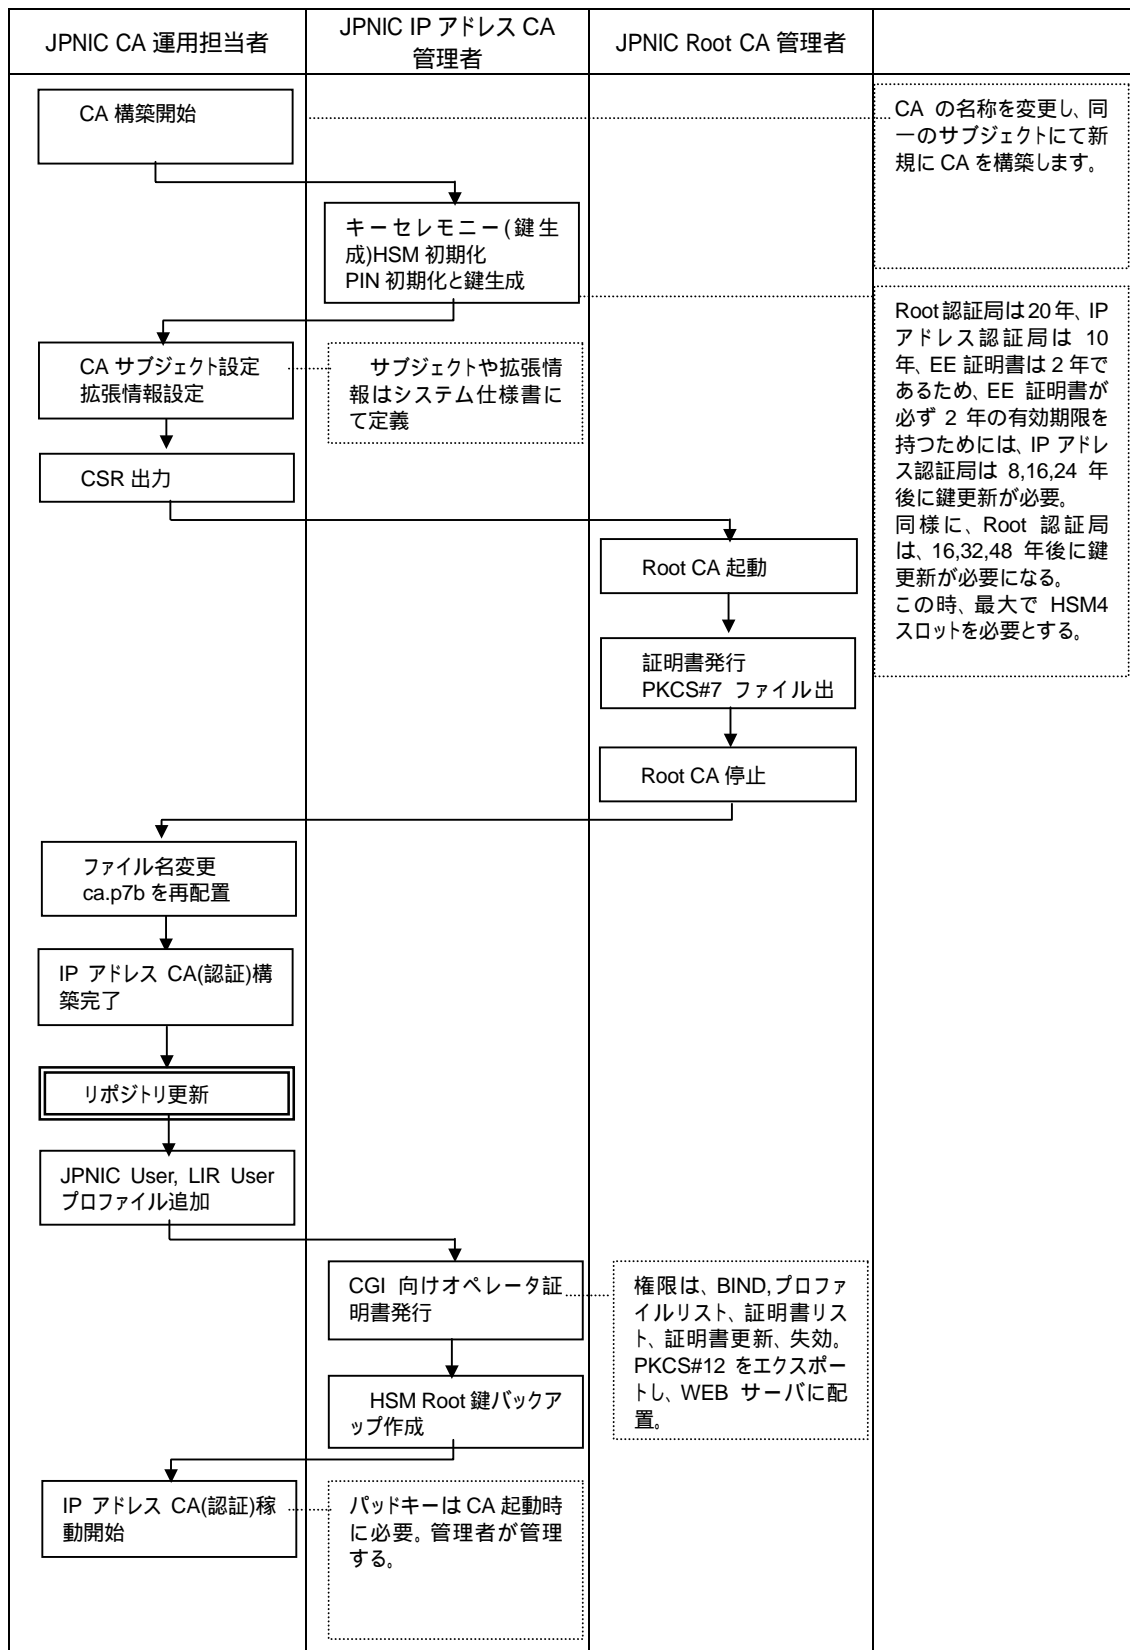 JPNIC CA 運用担当者
JPNIC IP アドレス CA
管理者
JPNIC Root CA 管理者
CA 構築開始
CA の名称を変更し、同
一のサブジェクトにて新
規に CA を構築します。
キーセレモニー(鍵生
成)HSM 初期化
PIN 初期化と鍵生成
Root 認証局は 20 年、IP
アドレス認証局は 10
年、EE 証明書は 2 年で
あるため、EE 証明書が
必ず 2 年の有効期限を
持つためには、IP アドレ
ス認証局は 8,16,24 年
後に鍵更新が必要。
同様に、Root 認証局
は、16,32,48 年後に鍵
更新が必要になる。
この時、最大で HSM4
スロットを必要とする。
CA サブジェクト設定
拡張情報設定
サブジェクトや拡張情
報はシステム仕様書に
て定義
CSR 出力
Root CA 起動
証明書発行
PKCS#7 ファイル出
Root CA 停止
ファイル名変更
ca.p7b を再配置
IP アドレス CA(認証)構
築完了
リポジトリ更新
JPNIC User, LIR User
プロファイル追加
CGI 向けオペレータ証
明書発行
権限は、BIND,プロファ
イルリスト、証明書リス
ト、証明書更新、失効。
PKCS#12 をエクスポー
トし、WEB サーバに配
置。
HSM Root 鍵バックア
ップ作成
IP アドレス CA(認証)稼
動開始
パッドキーは CA 起動時
に必要。管理者が管理
する。